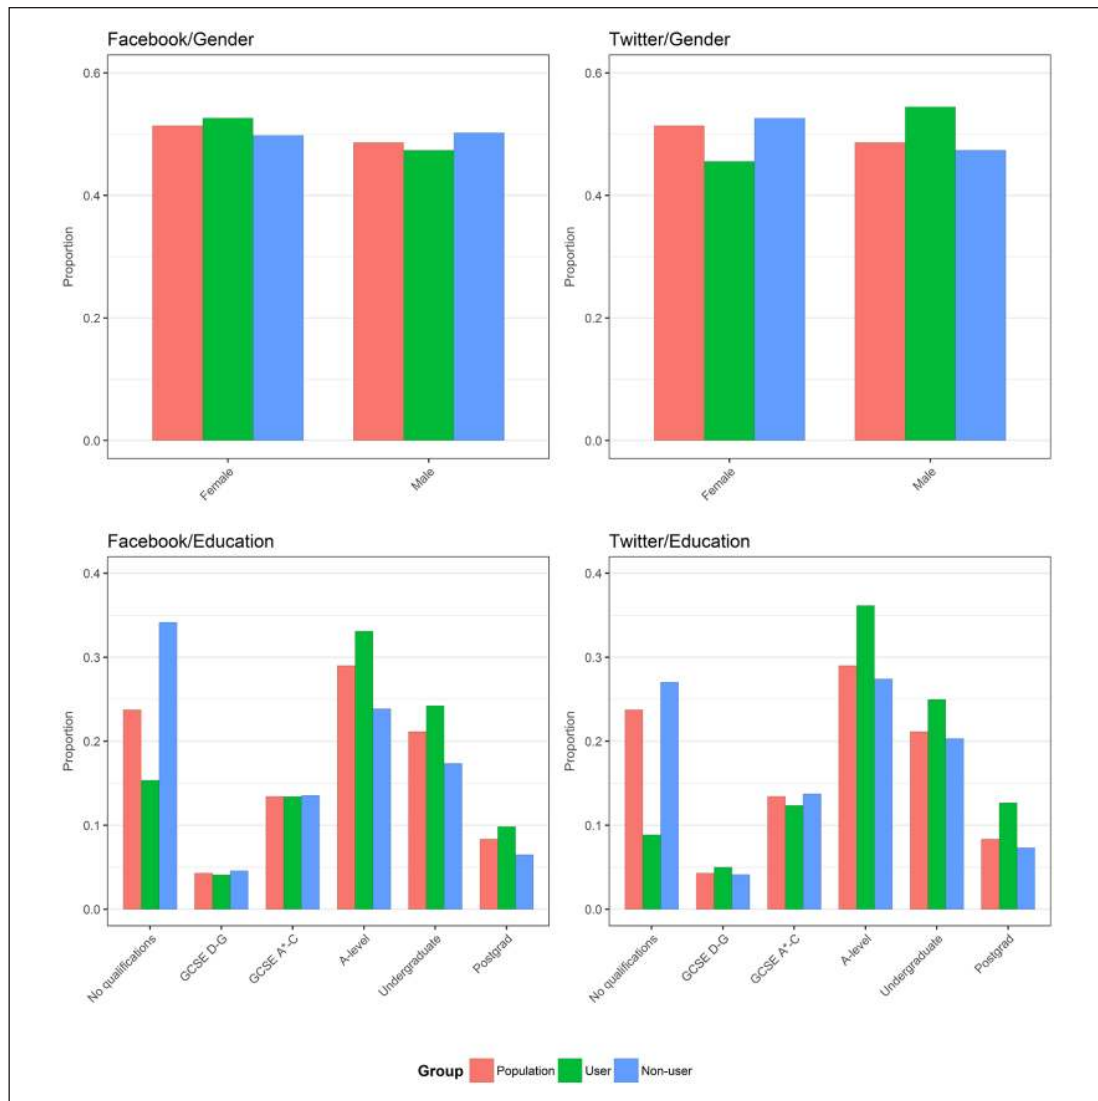 Facebook/Gender
Twitter/Gender
0.6
0.4
0.2
0.0
Proportion
Female
Male
0.6
0.4
0.2
0.0
Proportion
Female
Male
Facebook/Education
Twitter/Education
0.4
0.3
0.2
0.1
0.0
Proportion
No qualifications
GCSE D-G
GCSE A*-C
A-level
Undergraduate
Postgrad
0.4
0.3
0.2
0.1
0.0
Proportion
No qualifications
GCSE D-G
GCSE A*-C
A-level
Undergraduate
Postgrad
Group Population User Non-user